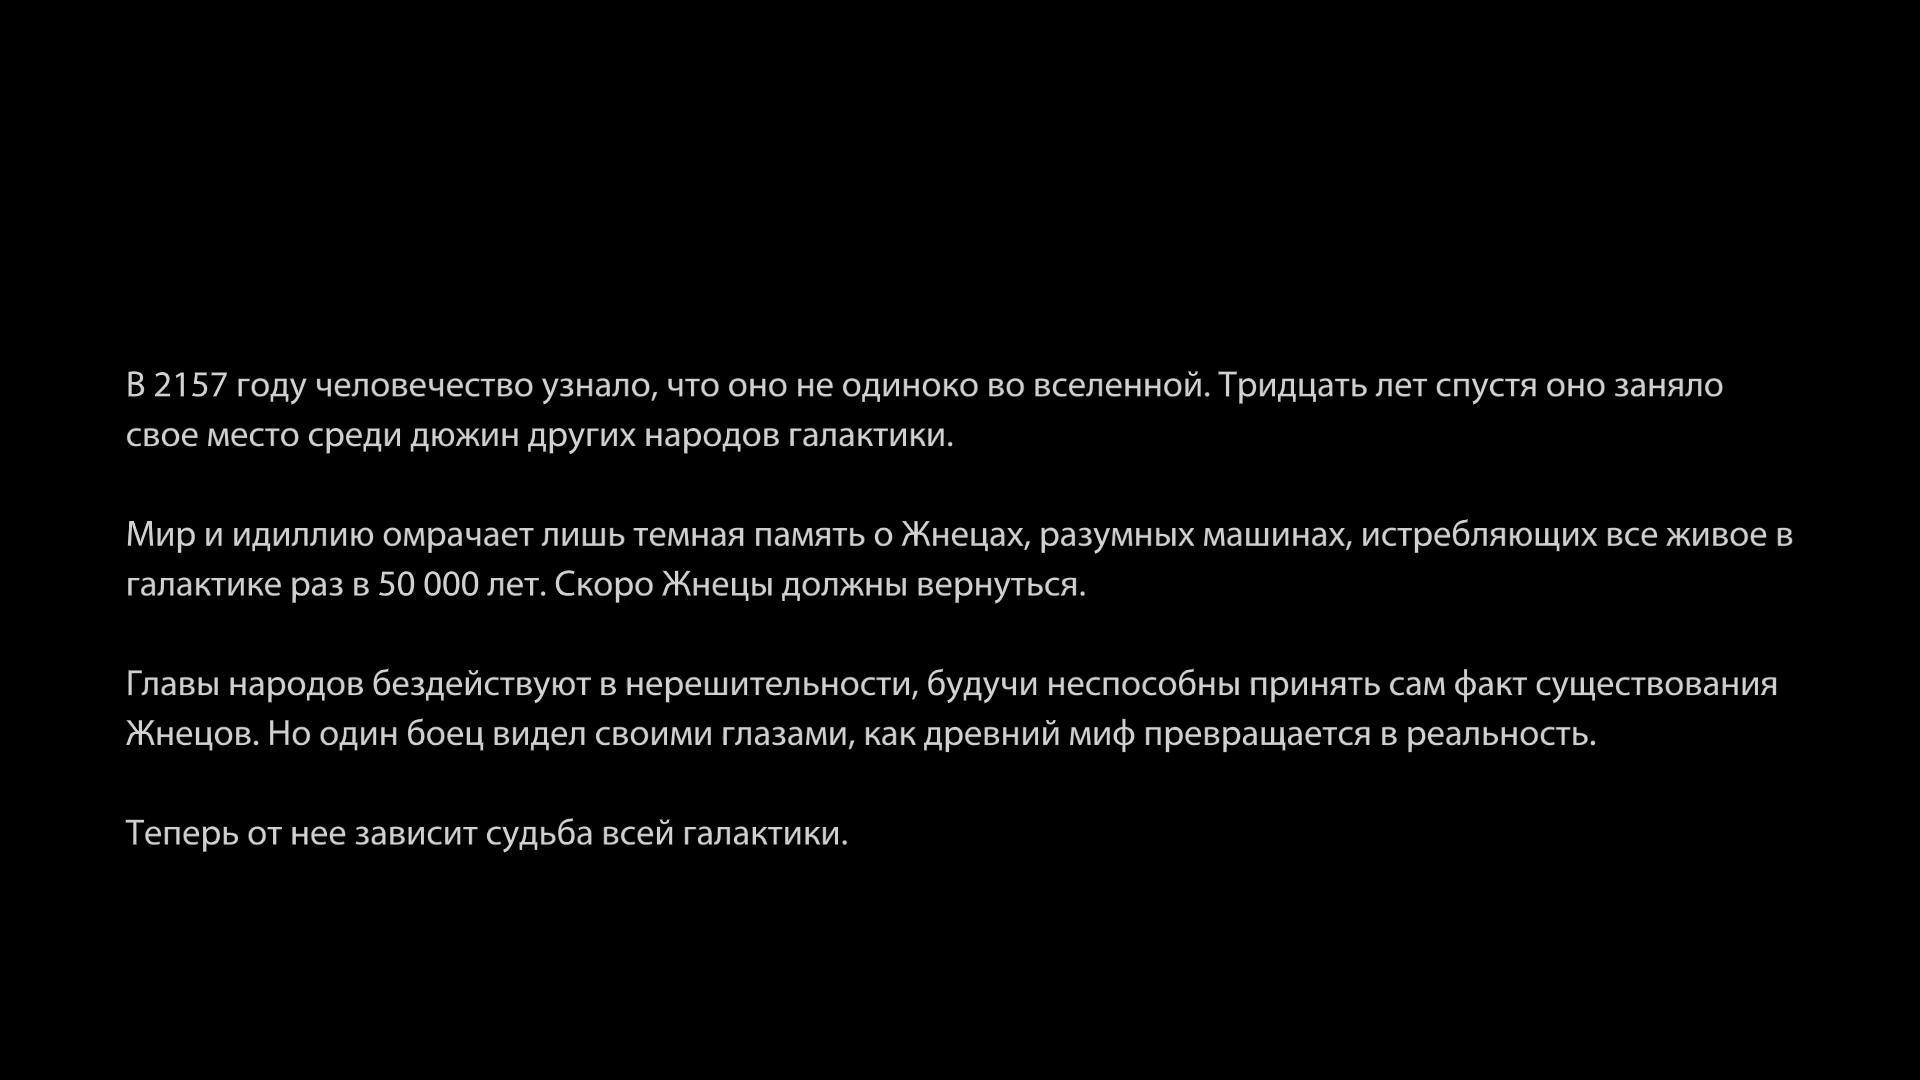 В 2157 году человечество узнало, что оно не одиноко во вселенной. Тридцать лет спустя оно заняло
свое место среди дюжин других народов галактики.
Мир и идиллию омрачает лишь темная память о Жнецах, разумных машинах, истребляющих все живое в
галактике раз в 50 000 лет. Скоро Жнецы должны вернуться.
Главы народов бездействуют в нерешительности, будучи неспособны принять сам факт существования
Жнецов. Но один боец видел своими глазами, как древний миф превращается в реальность.
Теперь от нее зависит судьба всей галактики.